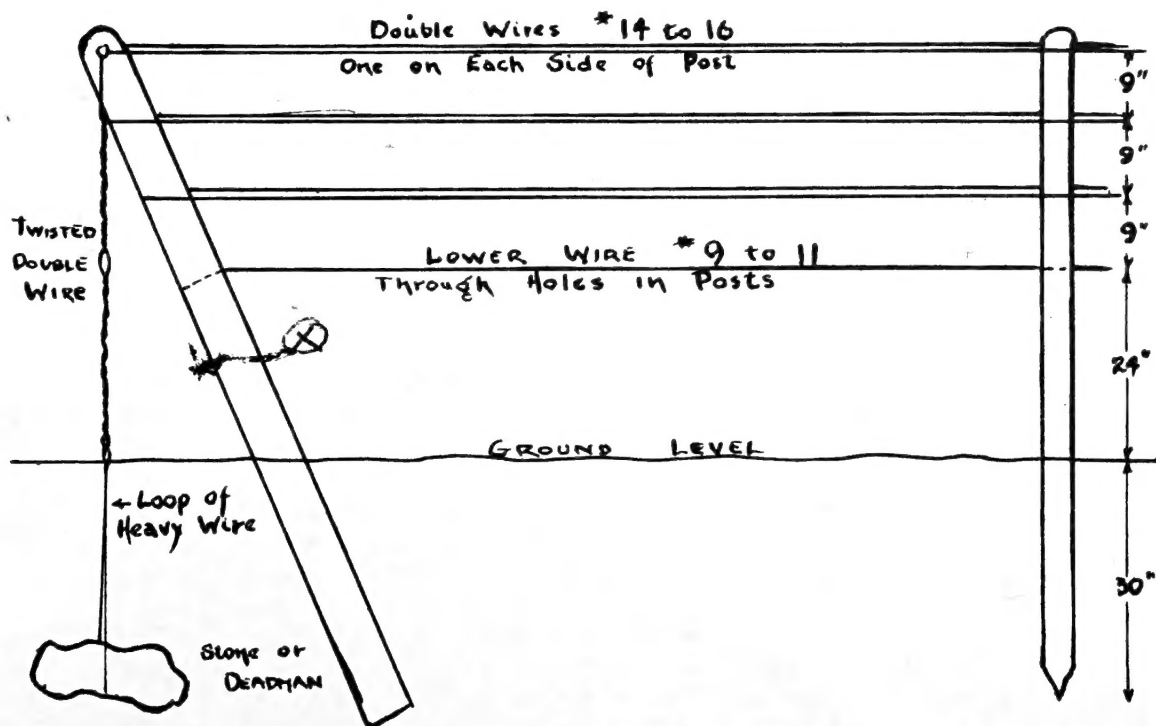 Double Wires #14 to 16
One on Each Side of Post
9"
9"
9"
TWISTED
DOUBLE
WIRE
LOWER WIRE #9 to 11
Through Holes in Posts
X
24"
GROUND LEVEL
← Loop of
Heavy Wire
30"
Stone or
DEADMAN